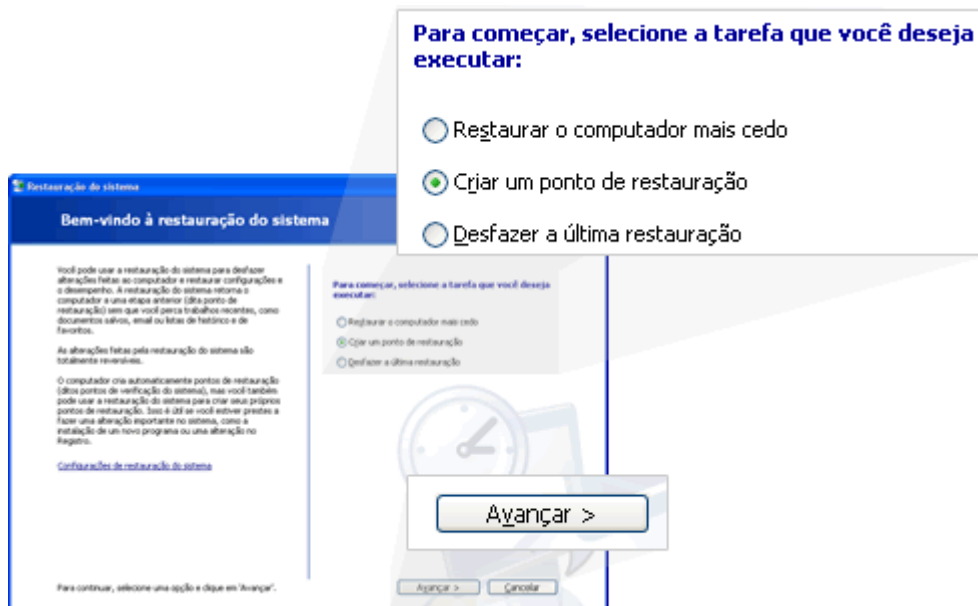 Para começar, selecione a tarefa que você deseja
executar:
Restaurar o computador mais cedo
Criar um ponto de restauração
Desfazer a última restauração
Restauração do sistema
Bem-vindo à restauração do sistema
Você pode usar a restauração do sistema para desfazer
alterações feitas ao computador e restaurar configurações e
o desempenho. A restauração do sistema retorna o
computador a uma etapa anterior (dita ponto de
restauração) sem que você perca trabalhos recentes, como
documentos salvos, email ou listas de histórico e de
favoritos.
As alterações feitas pela restauração do sistema são
totalmente reversíveis.
O computador cria automaticamente pontos de restauração
(ditos pontos de verificação do sistema), mas você também
pode usar a restauração do sistema para criar seus próprios
pontos de restauração. Isso é útil se você estiver prestes a
fazer uma alteração importante no sistema, como a
instalação de um novo programa ou uma alteração no
Registro.
Configurações de restauração do sistema
Para começar, selecione a tarefa que você deseja
executar:
Restaurar o computador mais cedo
Criar um ponto de restauração
Desfazer a última restauração
Avançar >
Para continuar, selecione uma opção e clique em 'Avançar'.
Avançar >
Cancelar